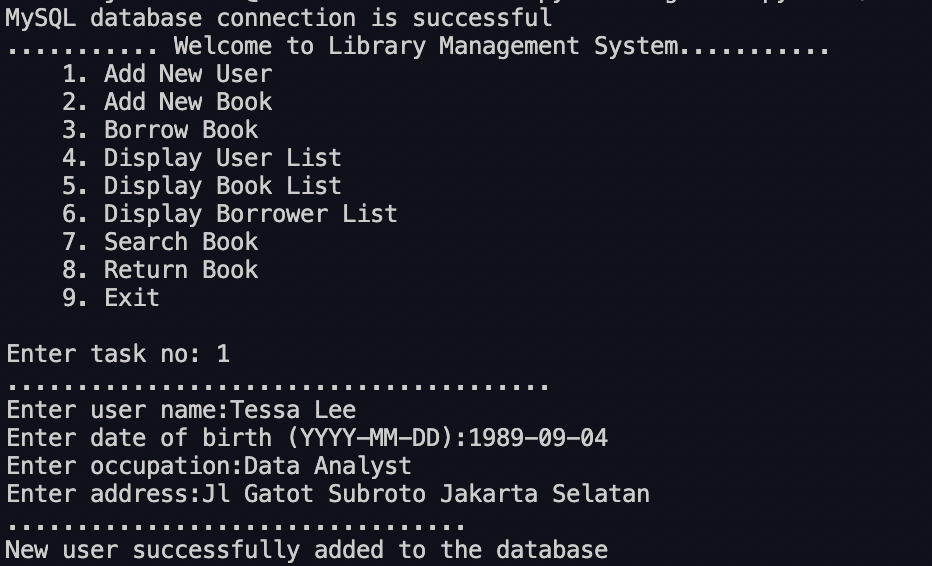 MySQL database connection is successful
........... Welcome to Library Management System...........
1. Add New User
2. Add New Book
3. Borrow Book
4. Display User List
5. Display Book List
6. Display Borrower List
7. Search Book
8. Return Book
9. Exit
Enter task no: 1
.......................................
Enter user name:Tessa Lee
Enter date of birth (YYYY-MM-DD):1989-09-04
Enter occupation:Data Analyst
Enter address:Jl Gatot Subroto Jakarta Selatan
.................................
New user successfully added to the database